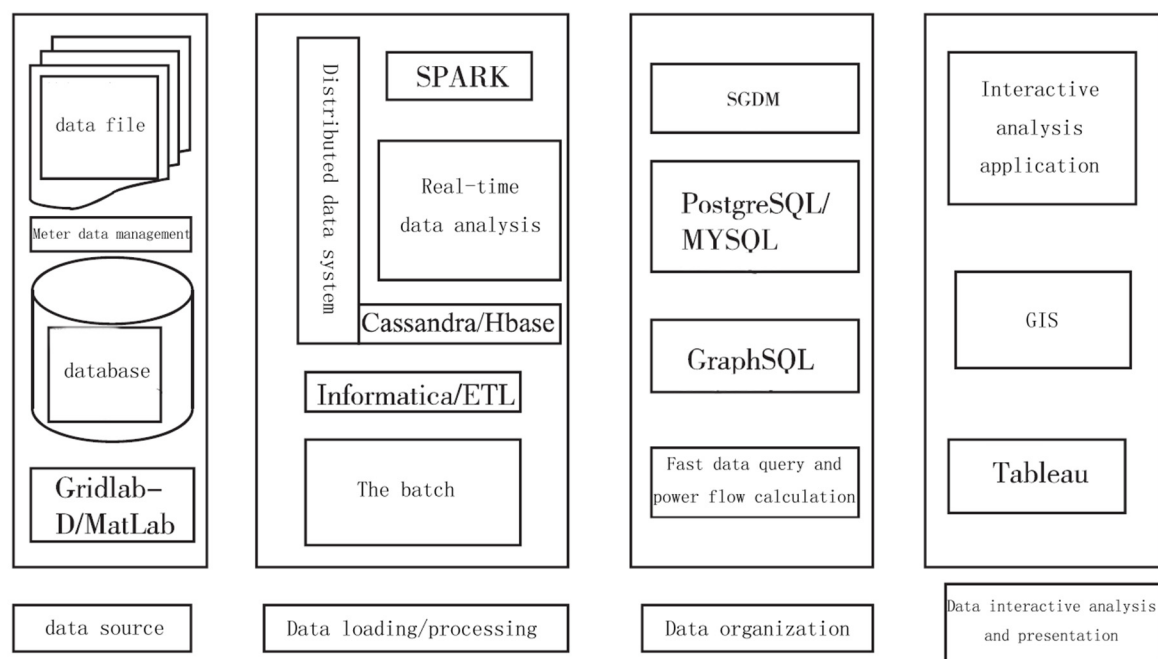 data file
Meter data management
database
Gridlab-
D/MatLab
data source
Distributed data system
SPARK
Real-time
data analysis
Cassandra/Hbase
Informatica/ETL
The batch
Data loading/processing
SGDM
PostgreSQL/
MYSQL
GraphSQL
Fast data query and
power flow calculation
Data organization
Interactive
analysis
application
GIS
Tableau
Data interactive analysis
and presentation